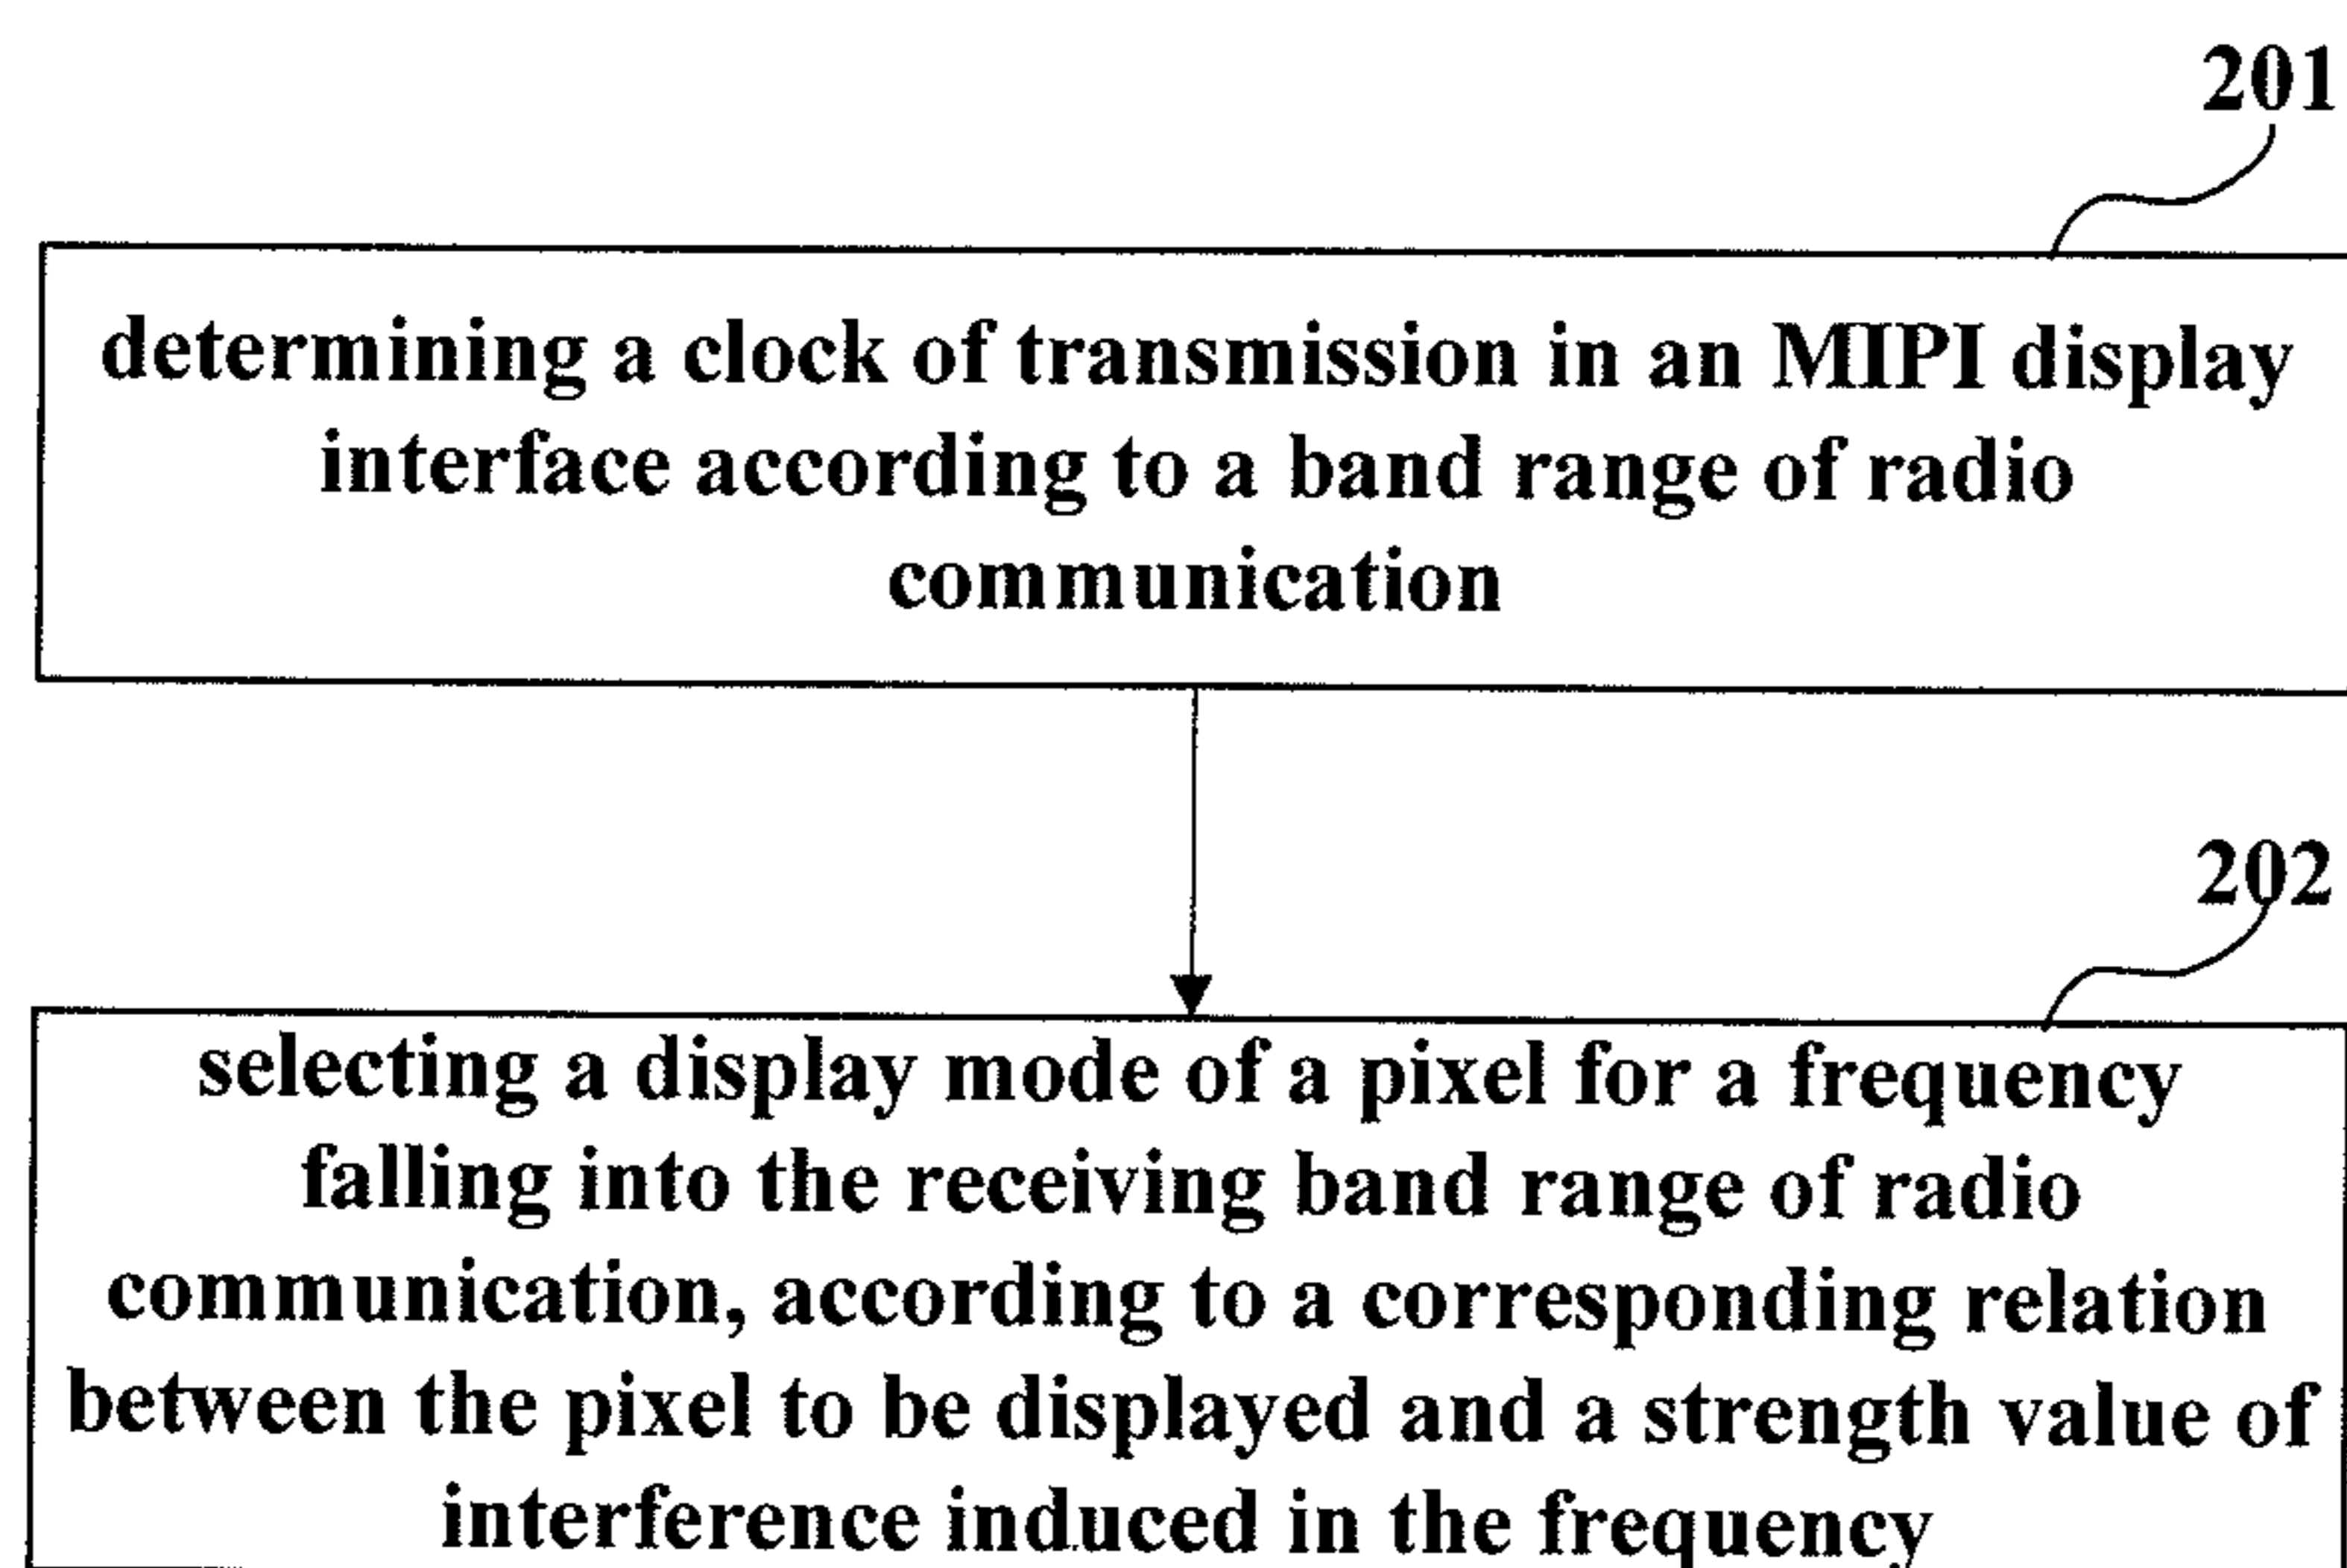 201
determining a clock of transmission in an MIPI display
interface according to a band range of radio
communication
202
selecting a display mode of a pixel for a frequency
falling into the receiving band range of radio
communication, according to a corresponding relation
between the pixel to be displayed and a strength value of
interference induced in the frequency